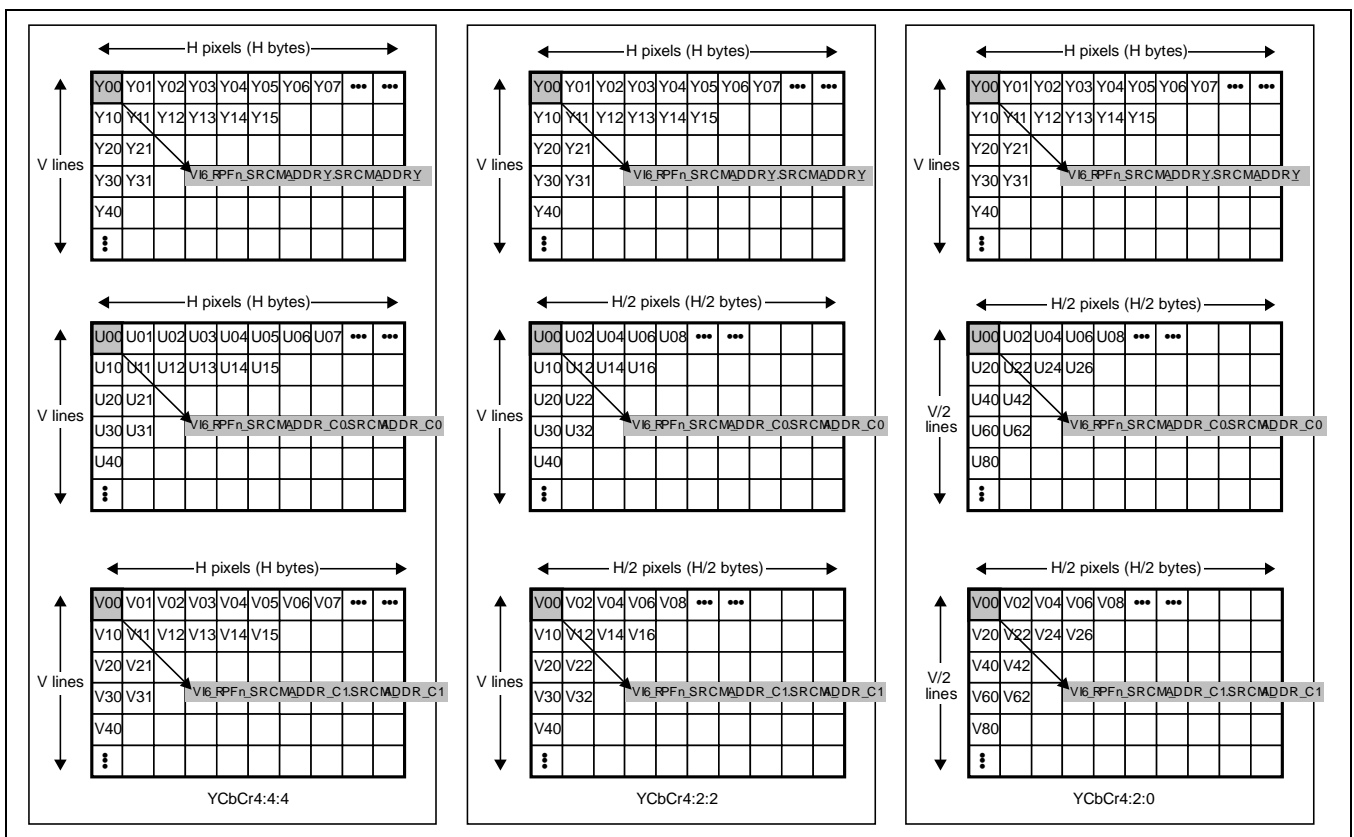 H pixels (H bytes)
V lines
Y00 Y01 Y02 Y03 Y04 Y05 Y06 Y07 ••• •••
Y10 Y11 Y12 Y13 Y14 Y15
Y20 Y21
Y30 Y31
VI6_RPFn_SRCM_ADDR_Y.SRCM_ADDR_Y
Y40
H pixels (H bytes)
V lines
U00 U01 U02 U03 U04 U05 U06 U07 ••• •••
U10 U11 U12 U13 U14 U15
U20 U21
U30 U31
VI6_RPFn_SRCM_ADDR_C0.SRCM_ADDR_C0
U40
H pixels (H bytes)
V lines
V00 V01 V02 V03 V04 V05 V06 V07 ••• •••
V10 V11 V12 V13 V14 V15
V20 V21
V30 V31
VI6_RPFn_SRCM_ADDR_C1.SRCM_ADDR_C1
V40
YCbCr4:4:4
H pixels (H bytes)
V lines
Y00 Y01 Y02 Y03 Y04 Y05 Y06 Y07 ••• •••
Y10 Y11 Y12 Y13 Y14 Y15
Y20 Y21
Y30 Y31
VI6_RPFn_SRCM_ADDR_Y.SRCM_ADDR_Y
Y40
H/2 pixels (H/2 bytes)
V lines
U00 U02 U04 U06 U08 ••• •••
U10 U12 U14 U16
U20 U22
U30 U32
VI6_RPFn_SRCM_ADDR_C0.SRCM_ADDR_C0
U40
H/2 pixels (H/2 bytes)
V lines
V00 V02 V04 V06 V08 ••• •••
V10 V12 V14 V16
V20 V22
V30 V32
VI6_RPFn_SRCM_ADDR_C1.SRCM_ADDR_C1
V40
YCbCr4:2:2
H pixels (H bytes)
V lines
Y00 Y01 Y02 Y03 Y04 Y05 Y06 Y07 ••• •••
Y10 Y11 Y12 Y13 Y14 Y15
Y20 Y21
Y30 Y31
VI6_RPFn_SRCM_ADDR_Y.SRCM_ADDR_Y
Y40
H/2 pixels (H/2 bytes)
V/2
lines
U00 U02 U04 U06 U08 ••• •••
U20 U22 U24 U26
U40 U42
U60 U62
VI6_RPFn_SRCM_ADDR_C0.SRCM_ADDR_C0
U80
H/2 pixels (H/2 bytes)
V/2
lines
V00 V02 V04 V06 V08 ••• •••
V20 V22 V24 V26
V40 V42
V60 V62
VI6_RPFn_SRCM_ADDR_C1.SRCM_ADDR_C1
V80
YCbCr4:2:0